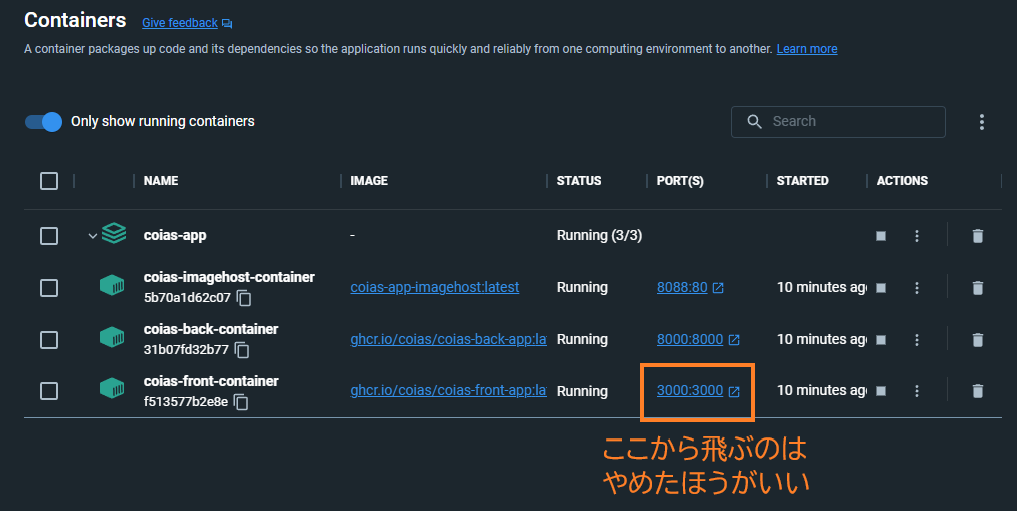 Containers Give feedback
A container packages up code and its dependencies so the application runs quickly and reliably from one computing environment to another. Learn more
Only show running containers
Search
NAME IMAGE STATUS PORT(S) STARTED ACTIONS
coias-app - Running (3/3)
coias-imagehost-container
5b70a1d62c07 coias-app-imagehost:latest Running 8088:80 10 minutes ago
coias-back-container
31b07fd32b77 ghcr.io/coias/coias-back-app:la Running 8000:8000 10 minutes ago
coias-front-container
f513577b2e8e ghcr.io/coias/coias-front-app:la Running 3000:3000 10 minutes ago
ここから飛ぶのは
やめたほうがいい